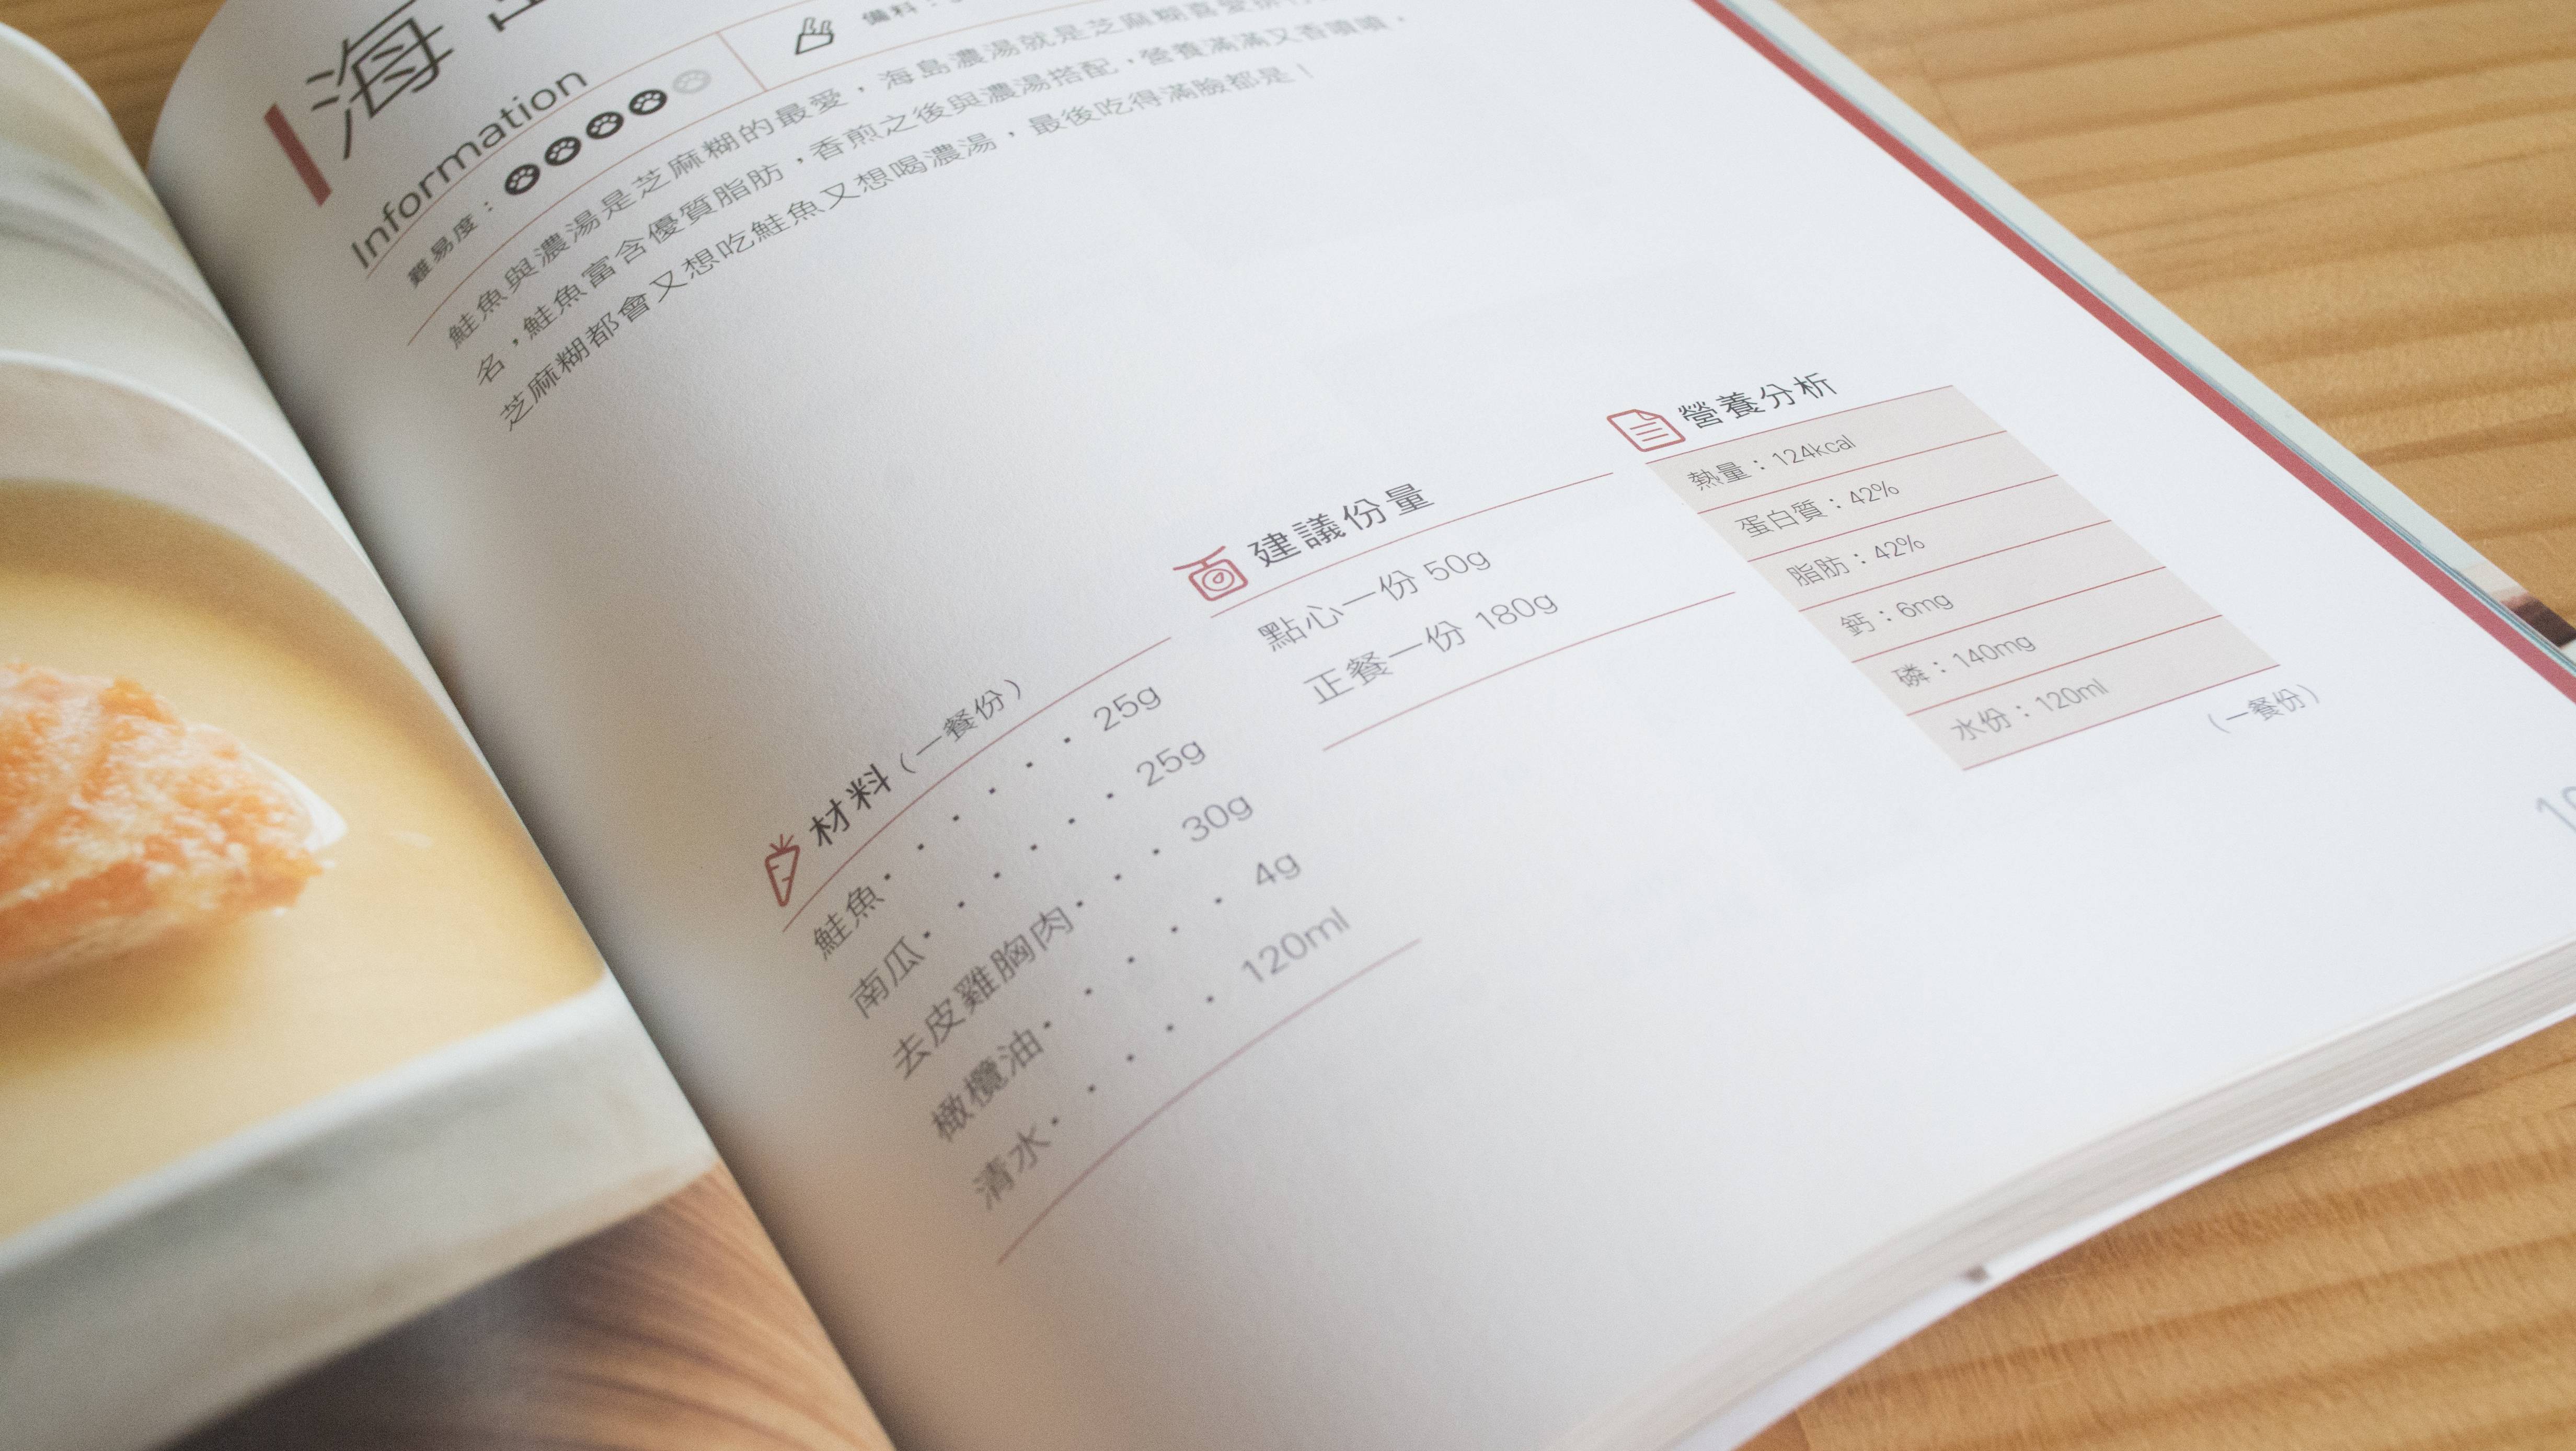 海
Information
難易度：
備料：
鮭魚與濃湯是芝麻糊的最愛，海島濃湯就是芝麻糊喜愛排行
名，鮭魚富含優質脂肪，香煎之後與濃湯搭配，營養滿滿又香噴噴，
芝麻糊都會又想吃鮭魚又想喝濃湯，最後吃得滿臉都是！
材料（一餐份）
鮭魚・・・・・・25g
南瓜・・・・・・25g
去皮雞胸肉・・・30g
橄欖油・・・・・4g
清水・・・・・120ml
建議份量
點心一份 50g
正餐一份 180g
營養分析
熱量：124kcal
蛋白質：42%
脂肪：42%
鈣：6mg
磷：140mg
水份：120ml
（一餐份）